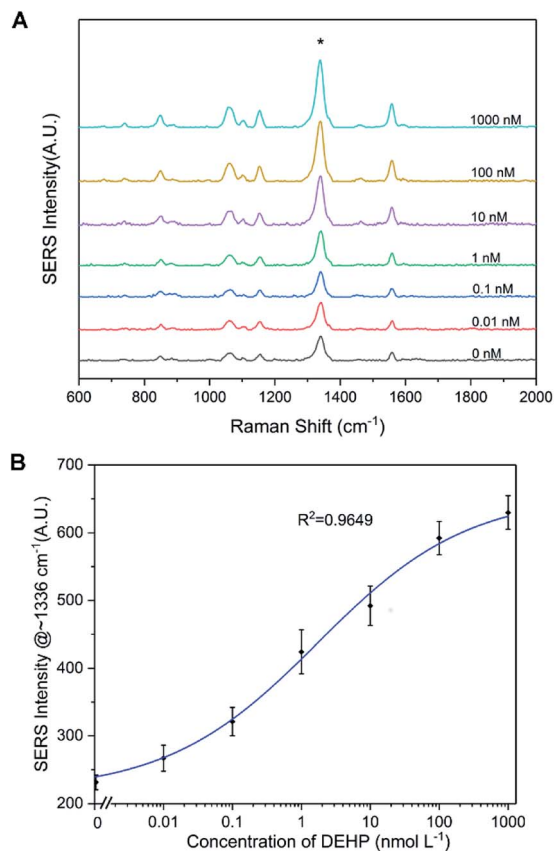 A
*
1000 nM
100 nM
10 nM
1 nM
0.1 nM
0.01 nM
0 nM
SERS Intensity(A.U.)
600 800 1000 1200 1400 1600 1800 2000
Raman Shift (cm⁻¹)
B
700
600
500
400
300
200
R²=0.9649
SERS Intensity @~1336 cm⁻¹(A.U.)
0 0.01 0.1 1 10 100 1000
Concentration of DEHP (nmol L⁻¹)